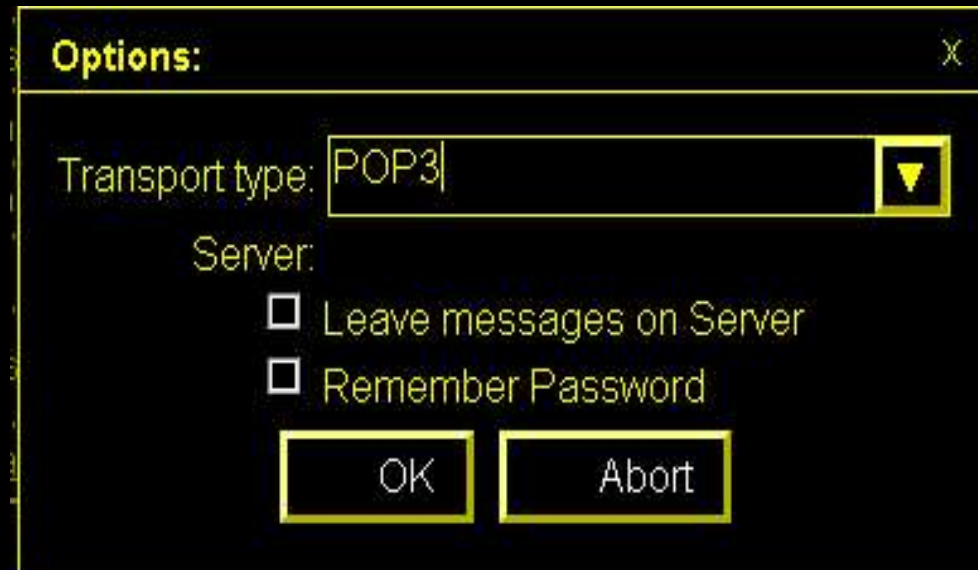 Options: X
Transport type: POP3
Server:
Leave messages on Server
Remember Password
OK Abort